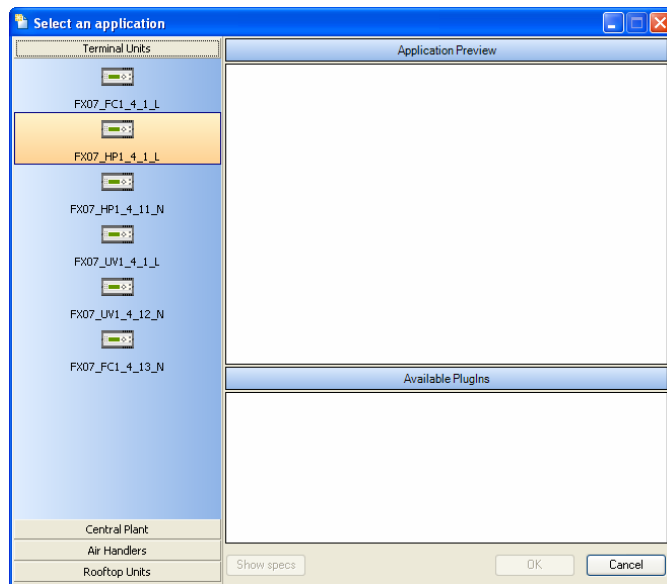 Select an application
Terminal Units
FX07_FC1_4_1_L
FX07_HP1_4_1_L
FX07_HP1_4_11_N
FX07_UV1_4_1_L
FX07_UV1_4_12_N
FX07_FC1_4_13_N
Central Plant
Air Handlers
Rooftop Units
Application Preview
Available PlugIns
Show specs
OK
Cancel